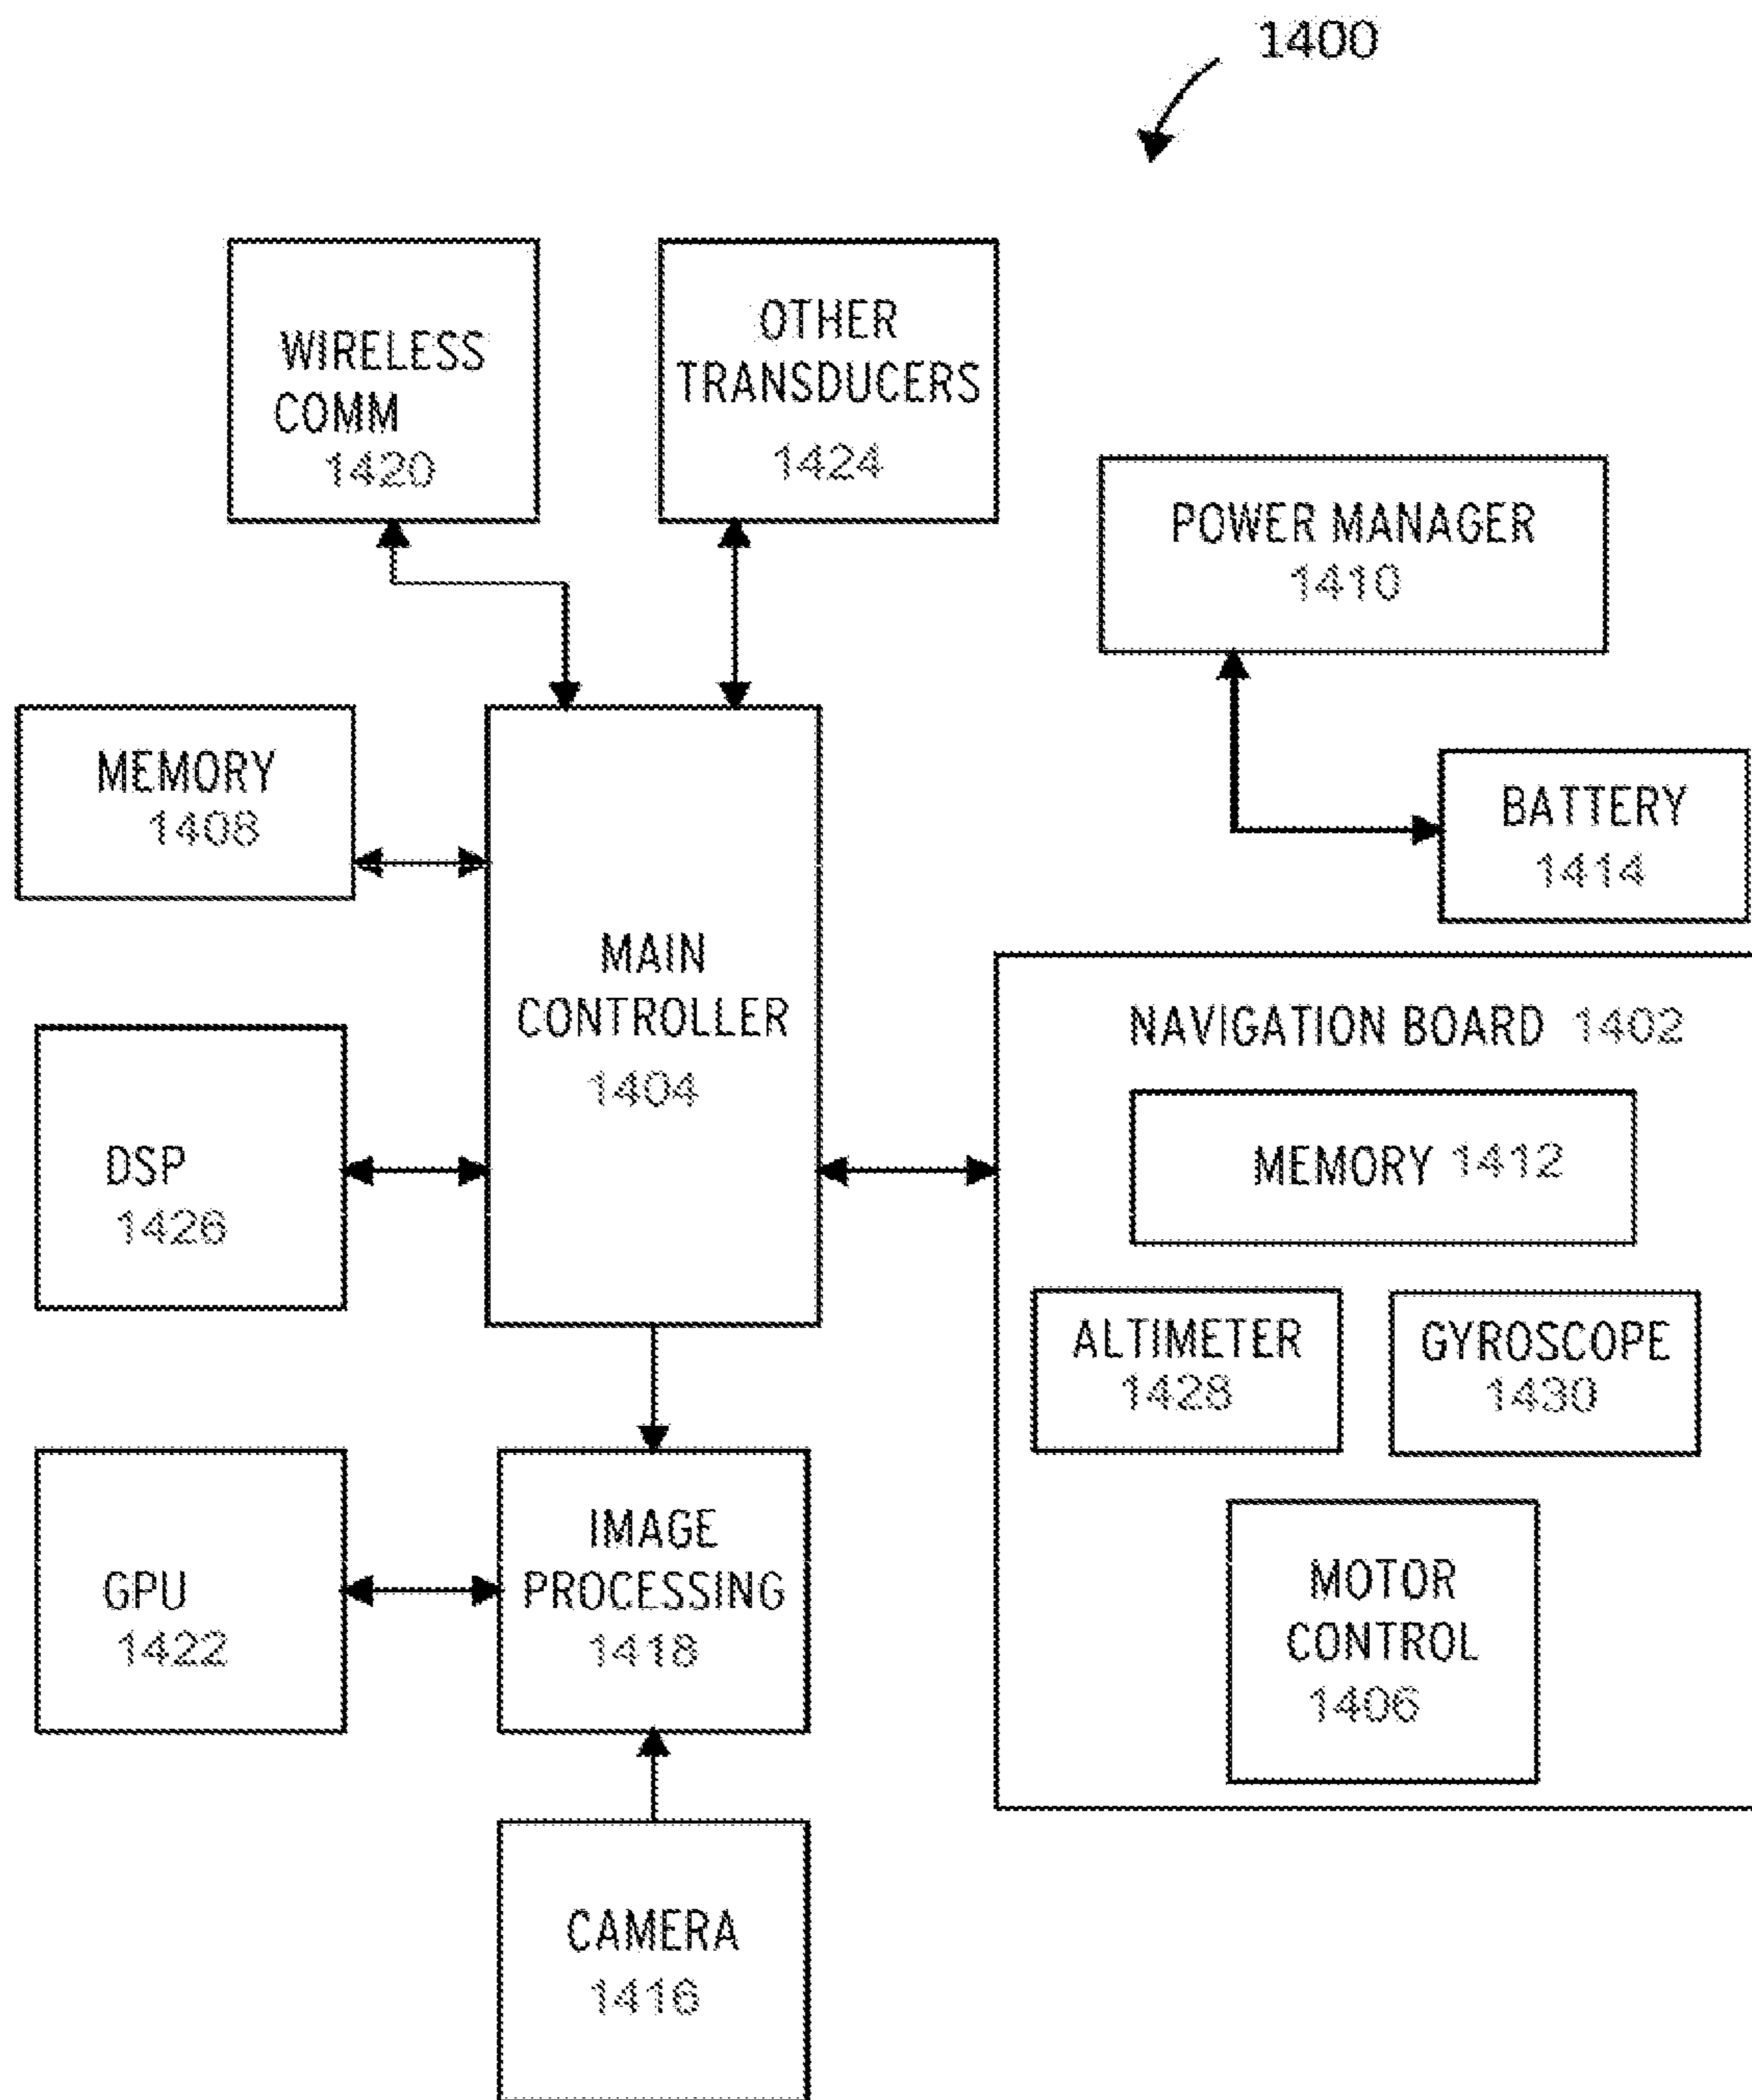 1400
WIRELESS
COMM
1420
OTHER
TRANSDUCERS
1424
POWER MANAGER
1410
MEMORY
1408
BATTERY
1414
MAIN
CONTROLLER
1404
NAVIGATION BOARD 1402
MEMORY 1412
DSP
1426
ALTIMETER
1428
GYROSCOPE
1430
GPU
1422
IMAGE
PROCESSING
1418
MOTOR
CONTROL
1406
CAMERA
1416